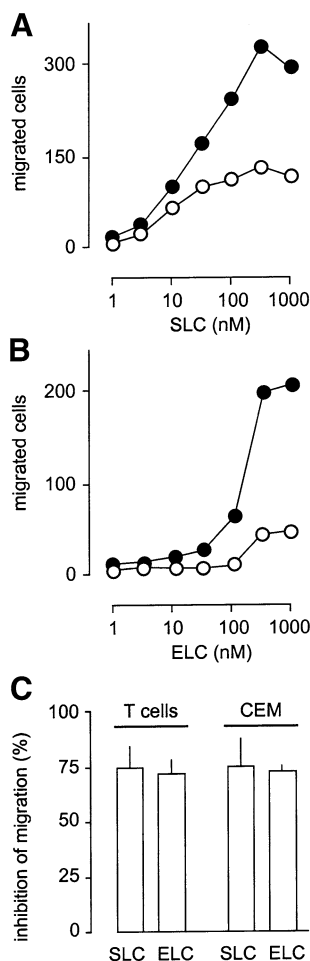 A
migrated cells
300
150
0
1 10 100 1000
SLC (nM)
B
migrated cells
200
100
0
1 10 100 1000
ELC (nM)
C
inhibition of migration (%)
T cells CEM
100
75
50
25
0
SLC ELC SLC ELC